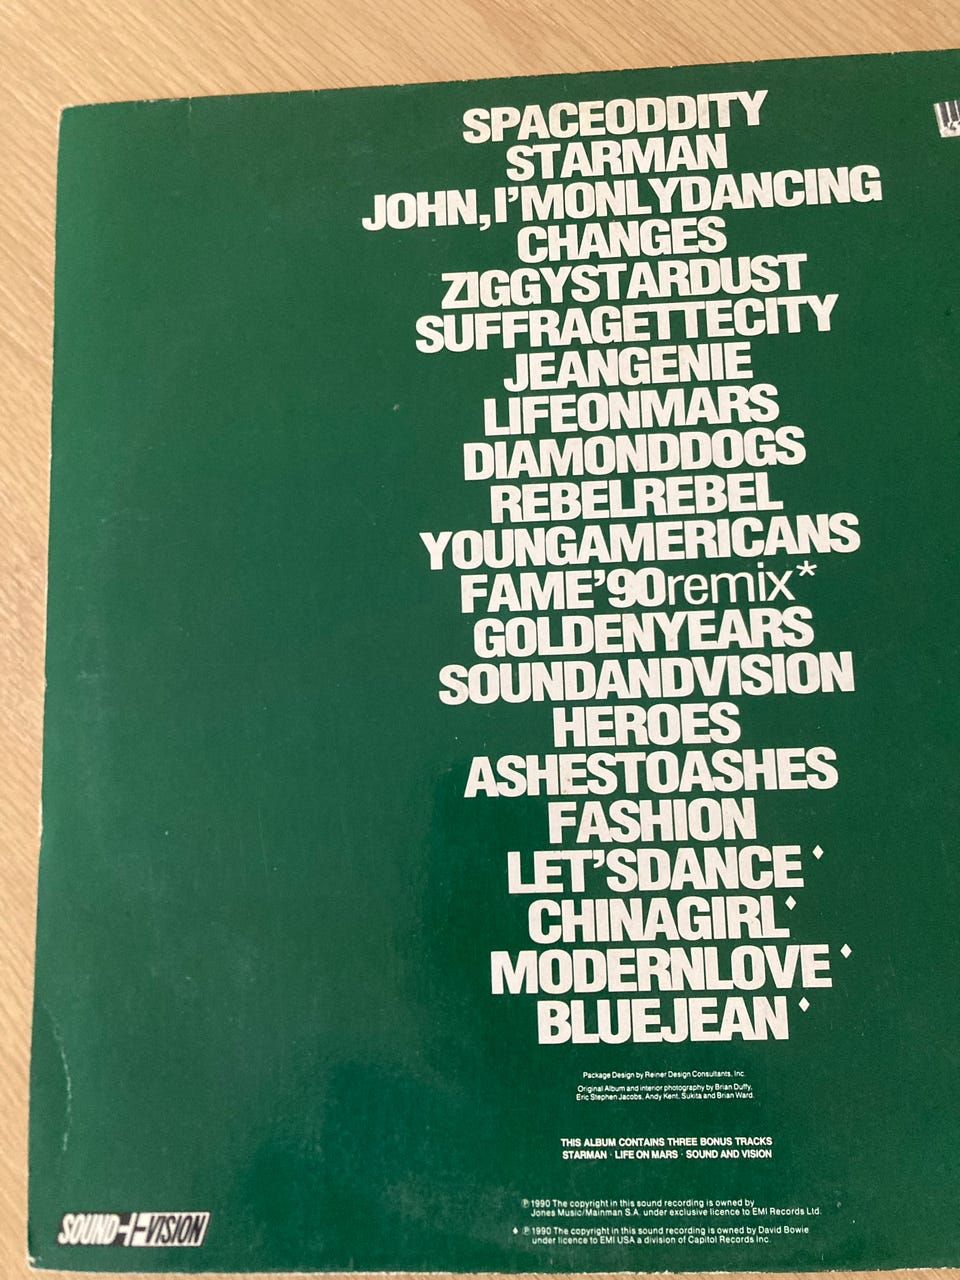 SPACEODDITY
STARMAN
JOHN,I'MONLYDANCING
CHANGES
ZIGGYSTARDUST
SUFFRAGETTECITY
JEANGENIE
LIFEONMARS
DIAMONDDOGS
REBELREBEL
YOUNGAMERICANS
FAME'90remix*
GOLDENYEARS
SOUNDANDVISION
HEROES
ASHESTOASHES
FASHION
LET'SDANCE ♦
CHINAGIRL♦
MODERNLOVE ♦
BLUEJEAN ♦
Package Design by Reiner Design Consultants, Inc.
Original Album and interior photography by Brian Duffy,
Eric Stephen Jacobs, Andy Kent, Sukita and Brian Ward.
THIS ALBUM CONTAINS THREE BONUS TRACKS
STARMAN · LIFE ON MARS · SOUND AND VISION
℗ 1990 The copyright in this sound recording is owned by
Jones Music/Mainman S.A. under exclusive licence to EMI Records Ltd.
♦ ℗ 1990 The copyright in this sound recording is owned by David Bowie
under licence to EMI USA a division of Capitol Records Inc.
SOUND+VISION